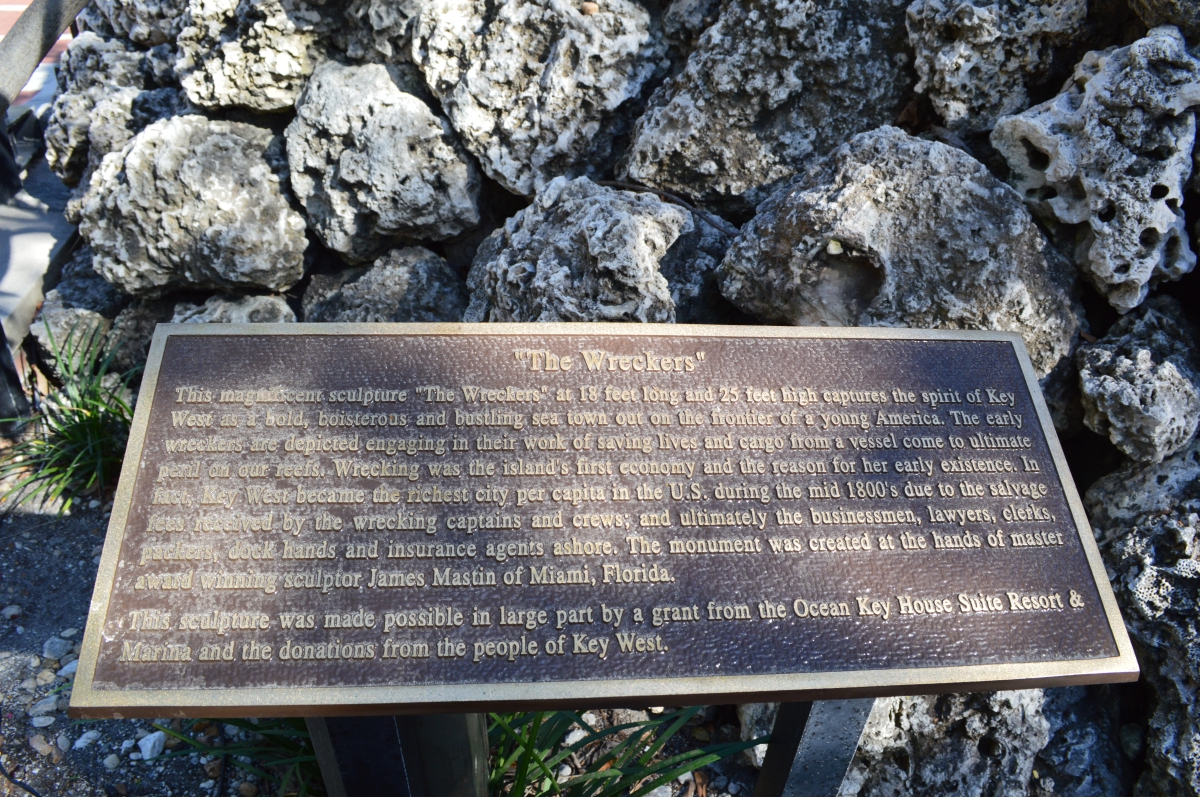 "The Wreckers"
This magnificent sculpture "The Wreckers" at 18 feet long and 25 feet high captures the spirit of Key
West as a bold, boisterous and bustling sea town out on the frontier of a young America. The early
wreckers are depicted engaging in their work of saving lives and cargo from a vessel come to ultimate
peril on our reefs. Wrecking was the island's first economy and the reason for her early existence. In
fact, Key West became the richest city per capita in the U.S. during the mid 1800's due to the salvage
fees received by the wrecking captains and crews; and ultimately the businessmen, lawyers, clerks,
packers, dock hands and insurance agents ashore. The monument was created at the hands of master
award winning sculptor James Mastin of Miami, Florida.
This sculpture was made possible in large part by a grant from the Ocean Key House Suite Resort &
Marina and the donations from the people of Key West.